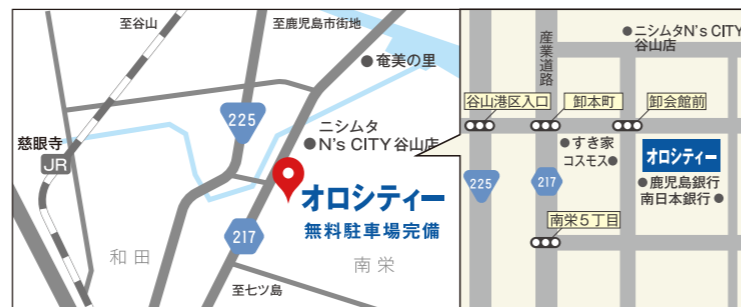 至谷山
至鹿児島市街地
奄美の里
225
ニシムタ
N's CITY 谷山店
慈眼寺
JR
オロシティー
無料駐車場完備
217
和田
南栄
至七ツ島
産業道路
ニシムタN's CITY
谷山店
谷山港区入口
卸本町
卸会館前
すき家
コスモス
オロシティー
225
217
鹿児島銀行
南日本銀行
南栄5丁目